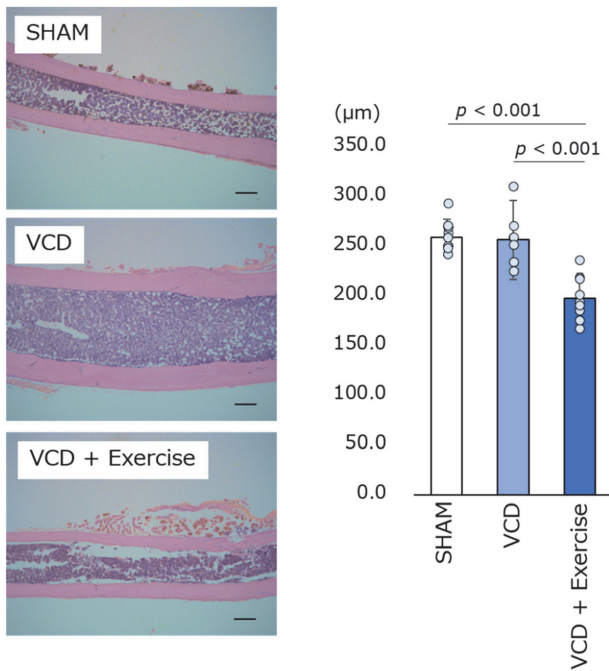 SHAM
VCD
VCD + Exercise
(μm)
p < 0.001
p < 0.001
350.0
300.0
250.0
200.0
150.0
100.0
50.0
0.0
SHAM
VCD
VCD + Exercise